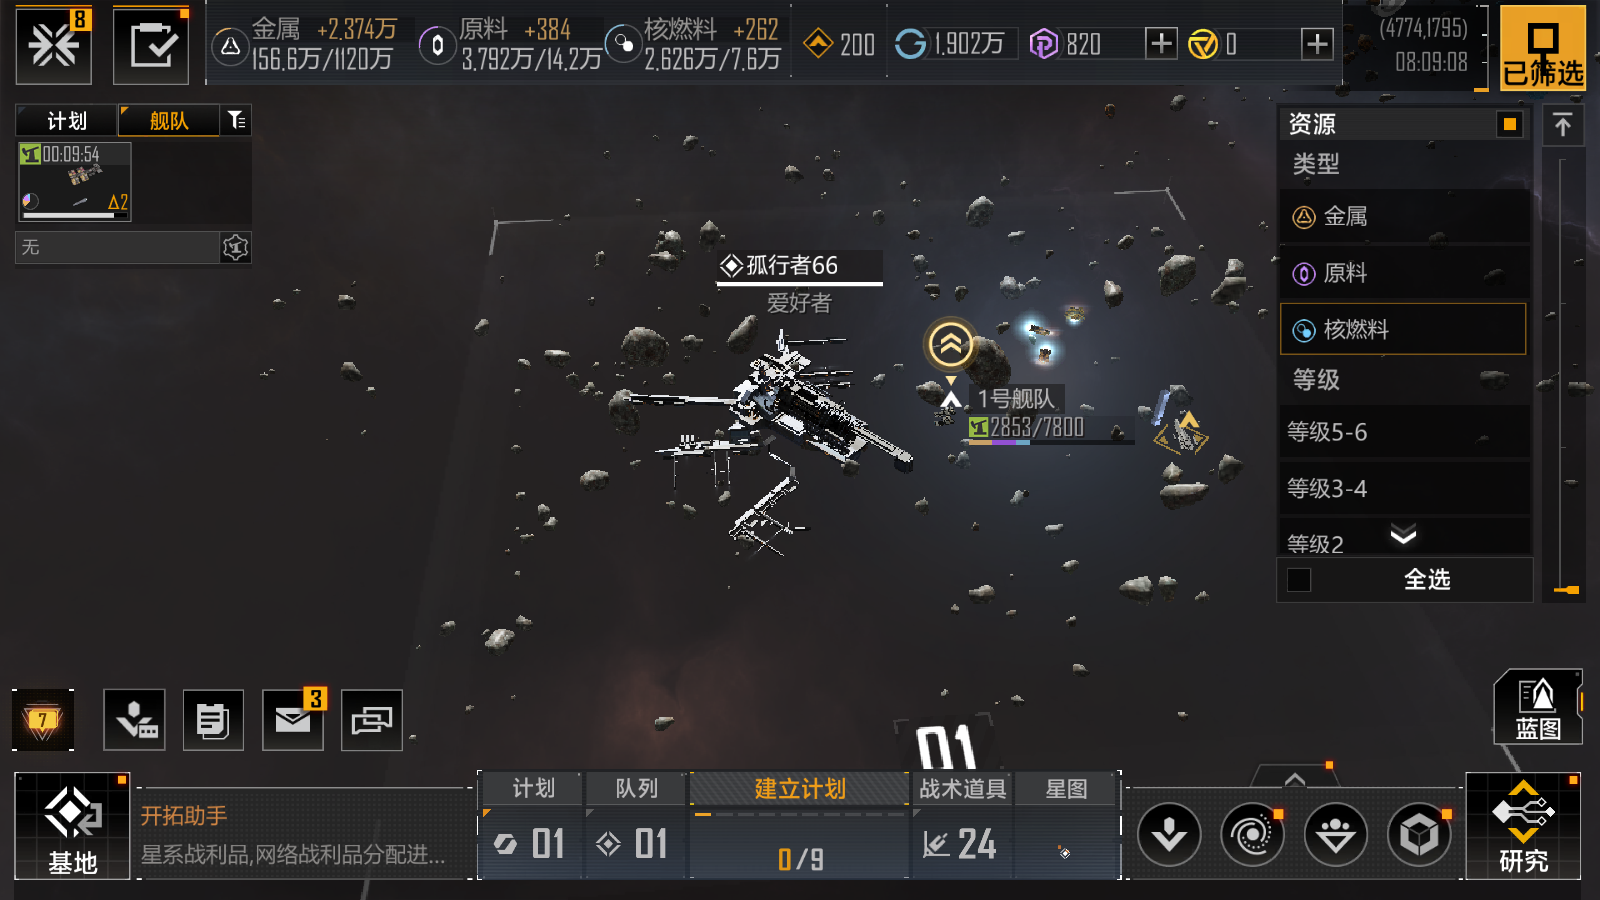 8
金属 +2.374万
156.6万/1120万
原料 +384
3.792万/14.2万
核燃料 +262
2.626万/7.6万
200
1.902万
820
0
(4774,1795)
08:09:08
已筛选
计划
舰队
00:09:54
2
无
资源
类型
金属
原料
核燃料
等级
等级5-6
等级3-4
等级2
全选
孤行者66
爱好者
1号舰队
2853/7800
7
3
蓝图
01
基地
开拓助手
星系战利品,网络战利品分配进...
计划
01
队列
01
建立计划
0/9
战术道具
24
星图
研究